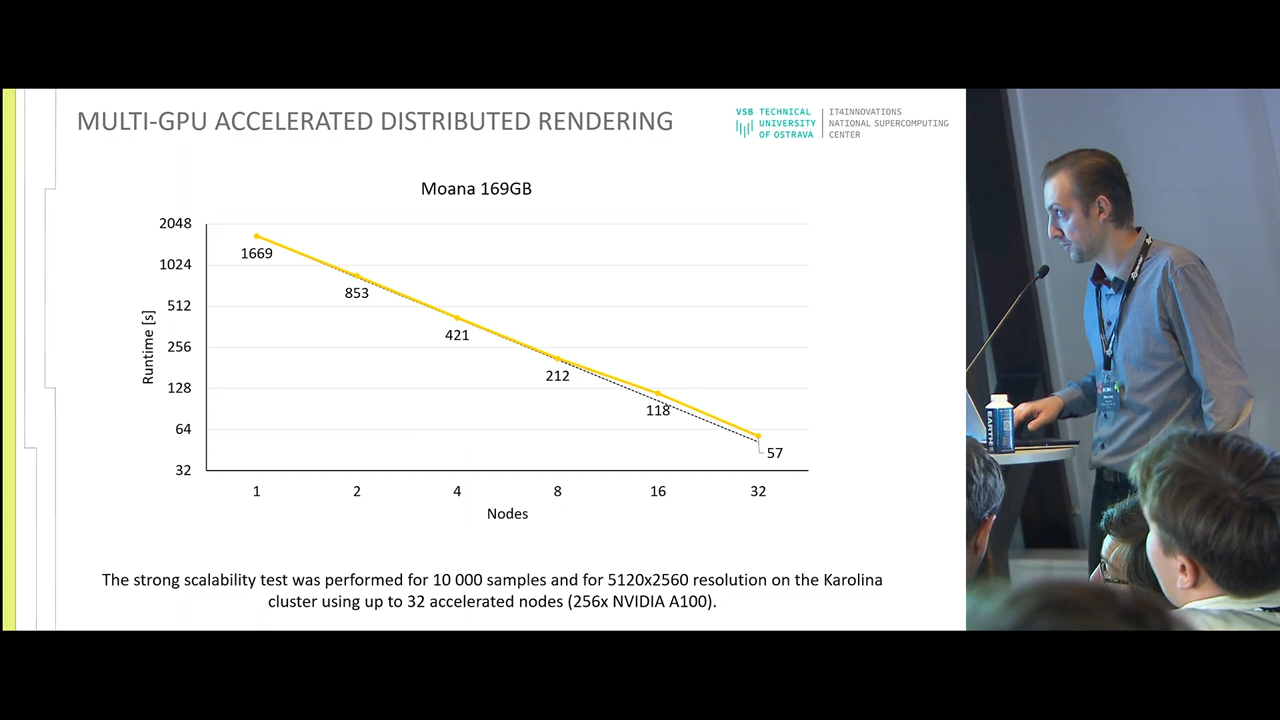 MULTI-GPU ACCELERATED DISTRIBUTED RENDERING
VSB TECHNICAL
UNIVERSITY
OF OSTRAVA
IT4INNOVATIONS
NATIONAL SUPERCOMPUTING
CENTER
Moana 169GB
Runtime [s]
2048
1024
512
256
128
64
32
1669
853
421
212
118
57
1
2
4
8
16
32
Nodes
The strong scalability test was performed for 10 000 samples and for 5120x2560 resolution on the Karolina
cluster using up to 32 accelerated nodes (256x NVIDIA A100).
EARTH